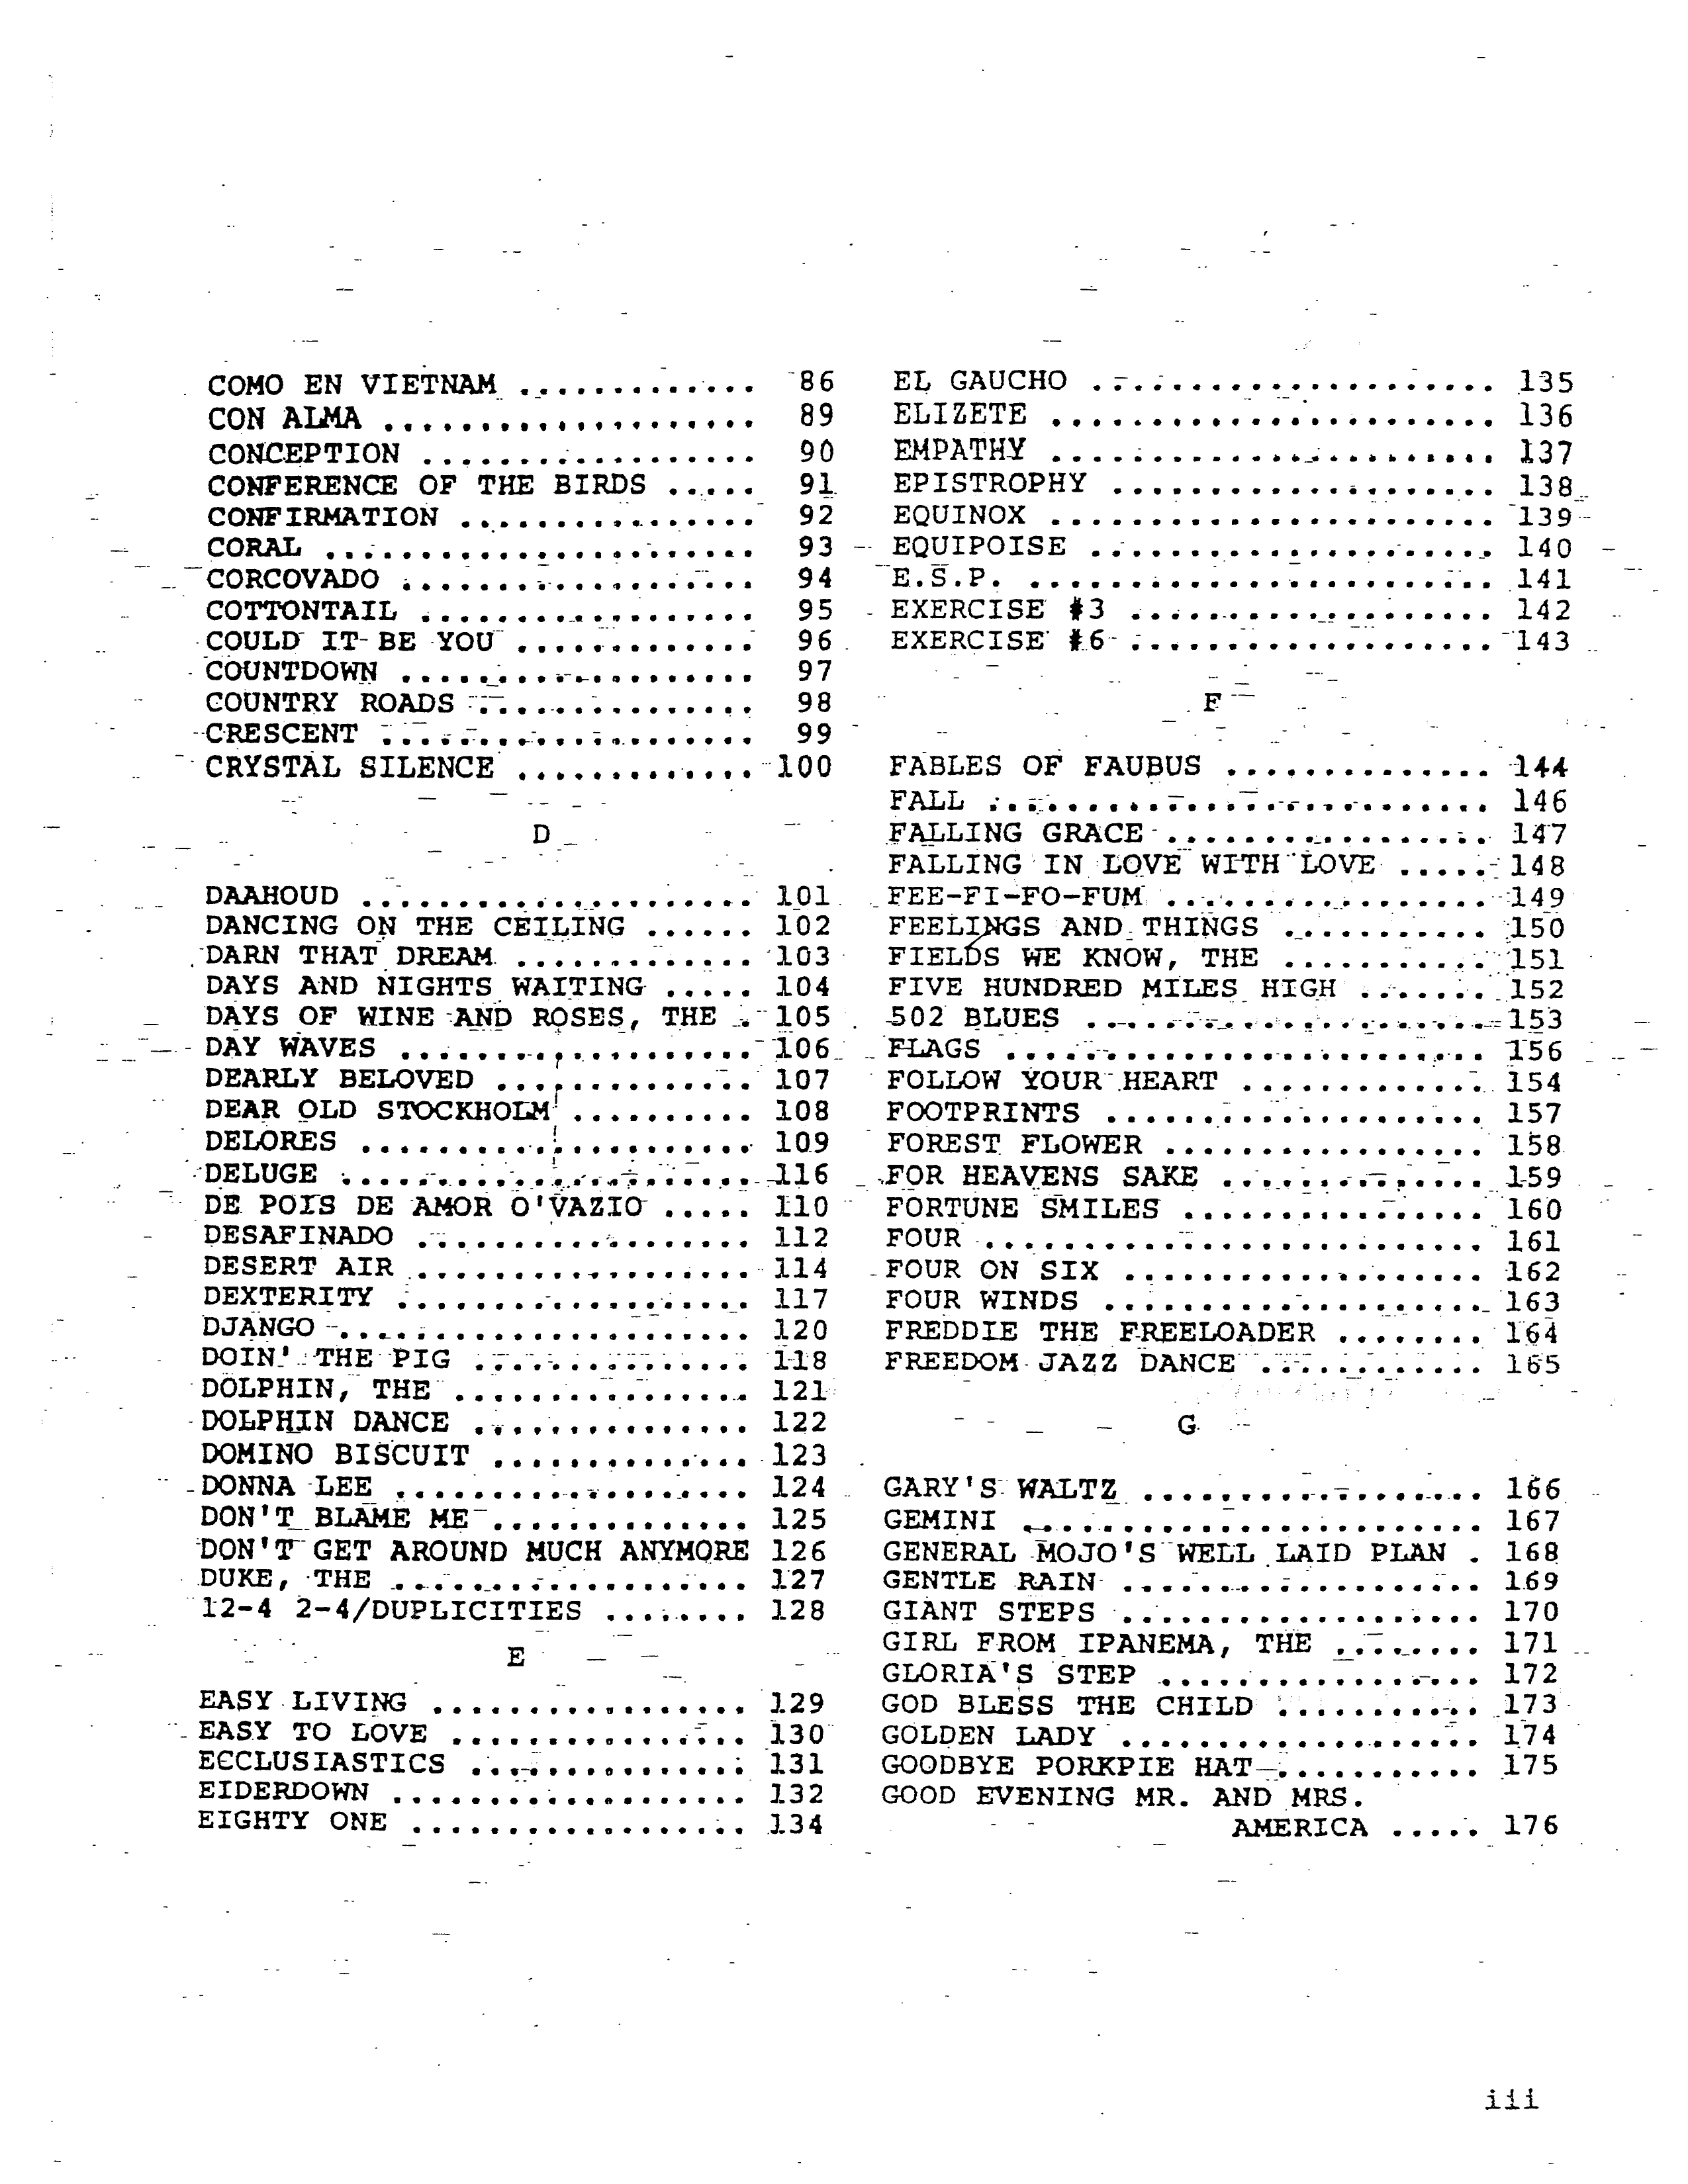 COMO EN VIETNAM ............. 86
CON ALMA ................... 89
CONCEPTION ................. 90
CONFERENCE OF THE BIRDS ..... 91
CONFIRMATION ............... 92
CORAL ...................... 93
CORCOVADO .................. 94
COTTONTAIL ................. 95
COULD IT BE YOU ............. 96
COUNTDOWN .................. 97
COUNTRY ROADS .............. 98
CRESCENT ................... 99
CRYSTAL SILENCE ............. 100
D
DAAHOUD .................... 101
DANCING ON THE CEILING ...... 102
DARN THAT DREAM ............. 103
DAYS AND NIGHTS WAITING ..... 104
DAYS OF WINE AND ROSES, THE . 105
DAY WAVES .................. 106
DEARLY BELOVED ............. 107
DEAR OLD STOCKHOLM .......... 108
DELORES .................... 109
DELUGE ..................... 116
DE POIS DE AMOR O'VAZIO ..... 110
DESAFINADO ................. 112
DESERT AIR ................. 114
DEXTERITY .................. 117
DJANGO ..................... 120
DOIN' THE PIG .............. 118
DOLPHIN, THE ............... 121
DOLPHIN DANCE .............. 122
DOMINO BISCUIT ............. 123
DONNA LEE .................. 124
DON'T BLAME ME ............. 125
DON'T GET AROUND MUCH ANYMORE 126
DUKE, THE .................. 127
12-4 2-4/DUPLICITIES ........ 128
E
EASY LIVING ................ 129
EASY TO LOVE ............... 130
ECCLUSIASTICS .............. 131
EIDERDOWN .................. 132
EIGHTY ONE ................. 134
EL GAUCHO ..................... 135
ELIZETE ....................... 136
EMPATHY ....................... 137
EPISTROPHY .................... 138
EQUINOX ....................... 139
EQUIPOISE ..................... 140
E.S.P. ........................ 141
EXERCISE #3 ................... 142
EXERCISE #6 ................... 143
F
FABLES OF FAUBUS .............. 144
FALL .......................... 146
FALLING GRACE ................. 147
FALLING IN LOVE WITH LOVE ..... 148
FEE-FI-FO-FUM ................. 149
FEELINGS AND THINGS ........... 150
FIELDS WE KNOW, THE ........... 151
FIVE HUNDRED MILES HIGH ....... 152
502 BLUES ..................... 153
FLAGS ......................... 156
FOLLOW YOUR HEART ............. 154
FOOTPRINTS .................... 157
FOREST FLOWER ................. 158
FOR HEAVENS SAKE .............. 159
FORTUNE SMILES ................ 160
FOUR .......................... 161
FOUR ON SIX ................... 162
FOUR WINDS .................... 163
FREDDIE THE FREELOADER ........ 164
FREEDOM JAZZ DANCE ............ 165
G
GARY'S WALTZ .................. 166
GEMINI ........................ 167
GENERAL MOJO'S WELL LAID PLAN . 168
GENTLE RAIN ................... 169
GIANT STEPS ................... 170
GIRL FROM IPANEMA, THE ........ 171
GLORIA'S STEP ................. 172
GOD BLESS THE CHILD ........... 173
GOLDEN LADY ................... 174
GOODBYE PORKPIE HAT ........... 175
GOOD EVENING MR. AND MRS.
AMERICA ..... 176
iii